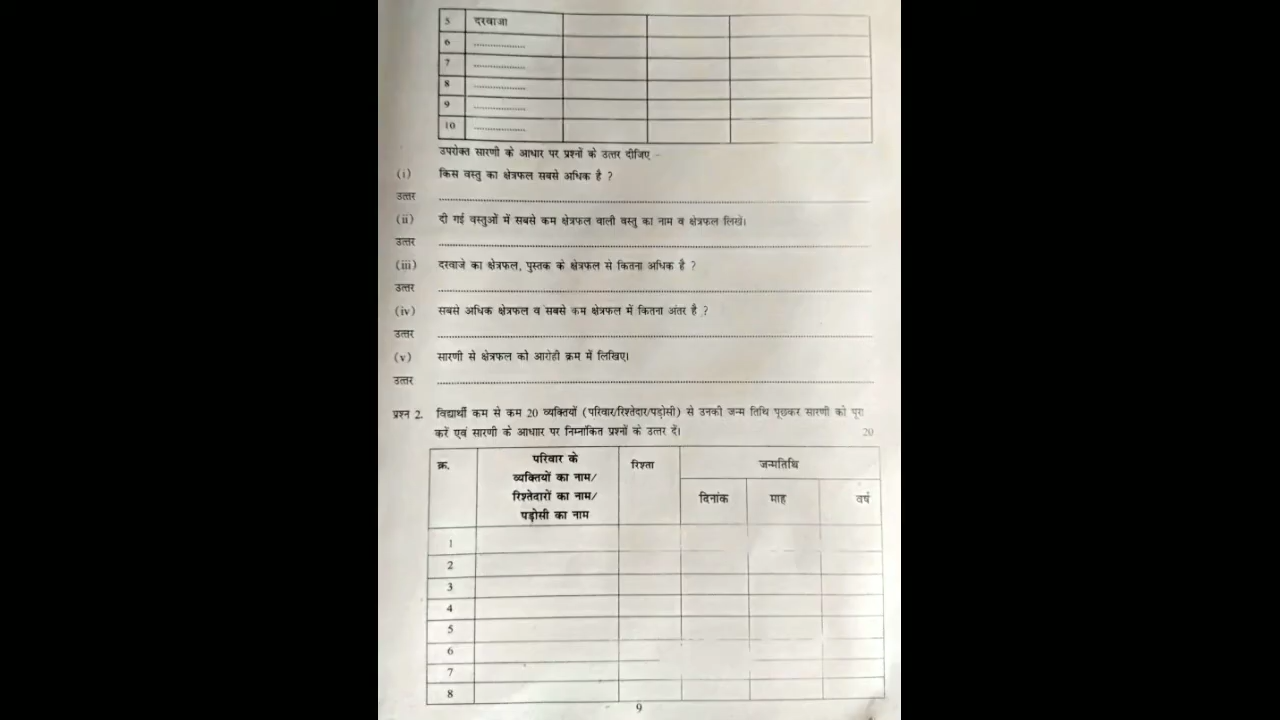 5 दरवाजा
6 ....................
7 ....................
8 ....................
9 ....................
10 ....................
उपरोक्त सारणी के आधार पर प्रश्नों के उत्तर दीजिए -
(i) किस वस्तु का क्षेत्रफल सबसे अधिक है ?
उत्तर ....................
(ii) दी गई वस्तुओं में सबसे कम क्षेत्रफल वाली वस्तु का नाम व क्षेत्रफल लिखें।
उत्तर ....................
(iii) दरवाजे का क्षेत्रफल, पुस्तक के क्षेत्रफल से कितना अधिक है ?
उत्तर ....................
(iv) सबसे अधिक क्षेत्रफल व सबसे कम क्षेत्रफल में कितना अंतर है ?
उत्तर ....................
(v) सारणी से क्षेत्रफल को आरोही क्रम में लिखिए।
उत्तर ....................
प्रश्न 2. विद्यार्थी कम से कम 20 व्यक्तियों (परिवार/रिश्तेदार/पड़ोसी) से उनकी जन्म तिथि पूछकर सारणी को पूरा
करें एवं सारणी के आधाार पर निम्नांकित प्रश्नों के उत्तर दें। 20
क्र. परिवार के रिश्ता जन्मतिथि
व्यक्तियों का नाम/
रिश्तेदारों का नाम/ दिनांक माह वर्ष
पड़ोसी का नाम
1
2
3
4
5
6
7
8
9